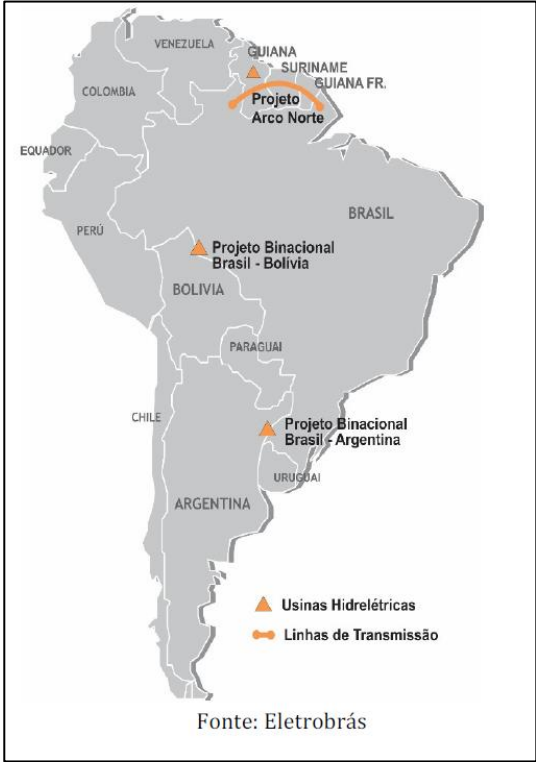 VENEZUELA
GUIANA
SURINAME
GUIANA FR.
COLOMBIA
Projeto
Arco Norte
EQUADOR
BRASIL
PERÚ
Projeto Binacional
Brasil - Bolívia
BOLIVIA
PARAGUAI
CHILE
Projeto Binacional
Brasil - Argentina
URUGUAI
ARGENTINA
Usinas Hidrelétricas
Linhas de Transmissão
Fonte: Eletrobrás